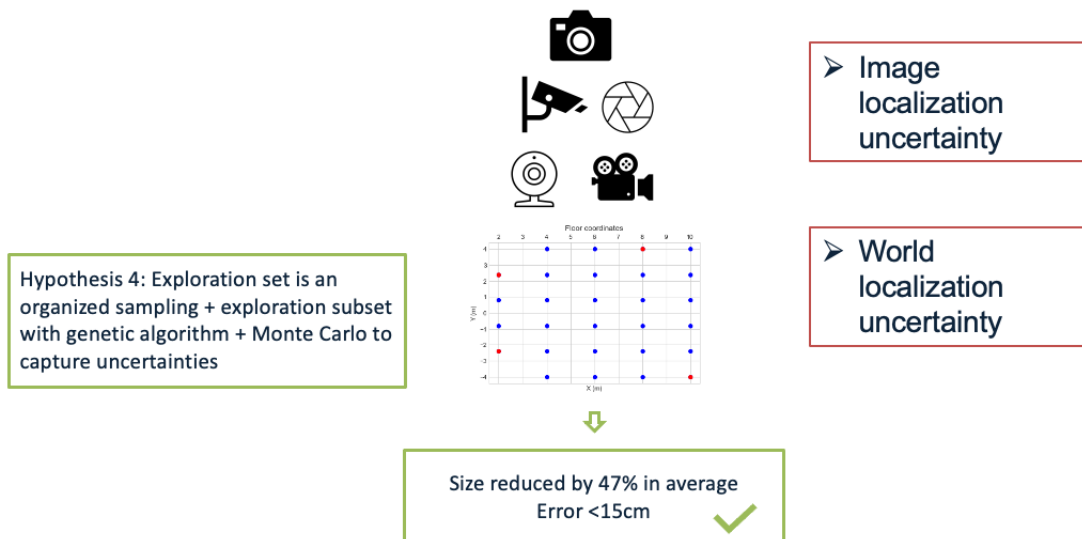 ➢ Image
localization
uncertainty
Floor coordinates
2 3 4 5 6 7 8 9 10
4
3
2
1
0
-1
-2
-3
-4
Y (m)
X (m)
➢ World
localization
uncertainty
Hypothesis 4: Exploration set is an
organized sampling + exploration subset
with genetic algorithm + Monte Carlo to
capture uncertainties
Size reduced by 47% in average
Error <15cm